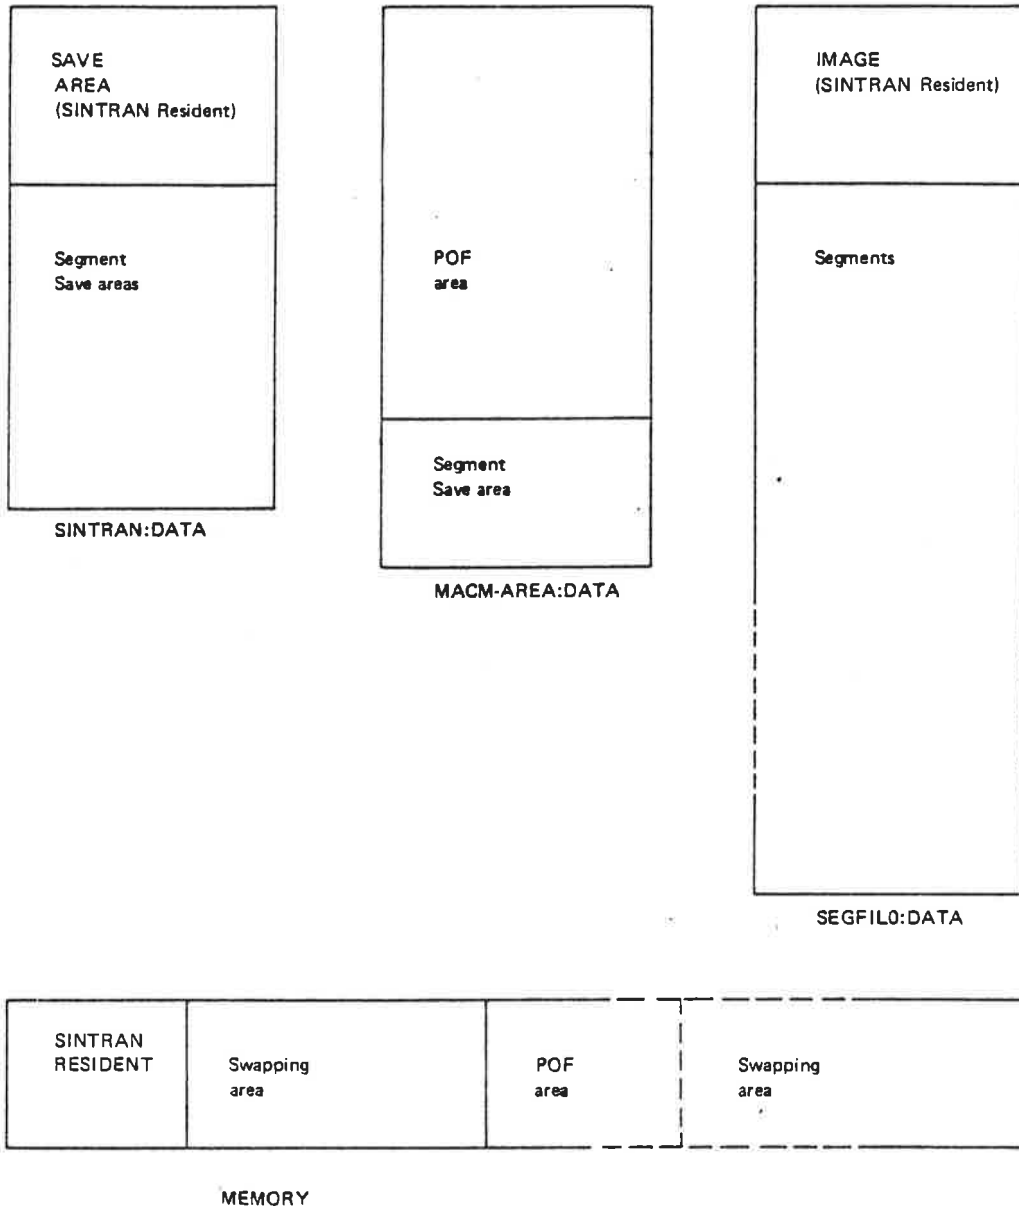 SAVE
AREA
(SINTRAN Resident)
Segment
Save areas
SINTRAN:DATA
POF
area
Segment
Save area
MACM-AREA:DATA
IMAGE
(SINTRAN Resident)
Segments
SEGFIL0:DATA
SINTRAN
RESIDENT
Swapping
area
POF
area
Swapping
area
MEMORY